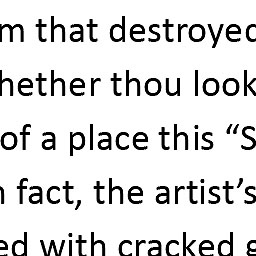 m that destroyed
hether thou look
of a place this “S
n fact, the artist’s
ed with cracked g